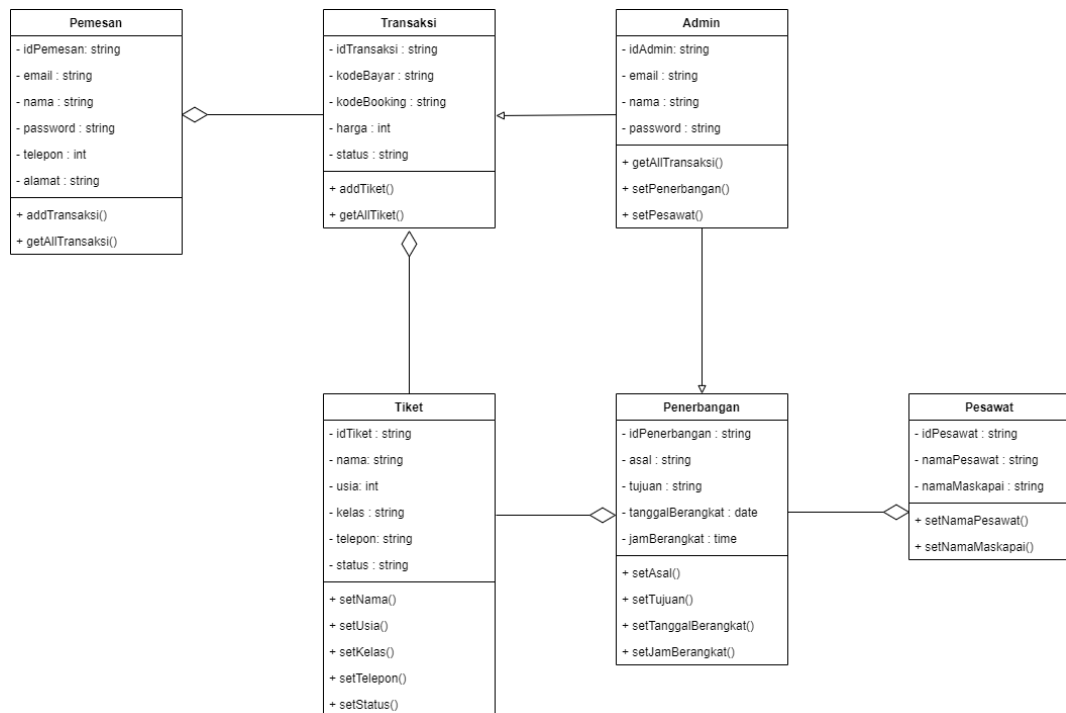 Pemesan
- idPemesan: string
- email : string
- nama : string
- password : string
- telepon : int
- alamat : string
+ addTransaksi()
+ getAllTransaksi()
Transaksi
- idTransaksi : string
- kodeBayar : string
- kodeBooking : string
- harga : int
- status : string
+ addTiket()
+ getAllTiket()
Admin
- idAdmin: string
- email : string
- nama : string
- password : string
+ getAllTransaksi()
+ setPenerbangan()
+ setPesawat()
Tiket
- idTiket : string
- nama: string
- usia: int
- kelas : string
- telepon: string
- status : string
+ setNama()
+ setUsia()
+ setKelas()
+ setTelepon()
+ setStatus()
Penerbangan
- idPenerbangan : string
- asal : string
- tujuan : string
- tanggalBerangkat : date
- jamBerangkat : time
+ setAsal()
+ setTujuan()
+ setTanggalBerangkat()
+ setJamBerangkat()
Pesawat
- idPesawat : string
- namaPesawat : string
- namaMaskapai : string
+ setNamaPesawat()
+ setNamaMaskapai()